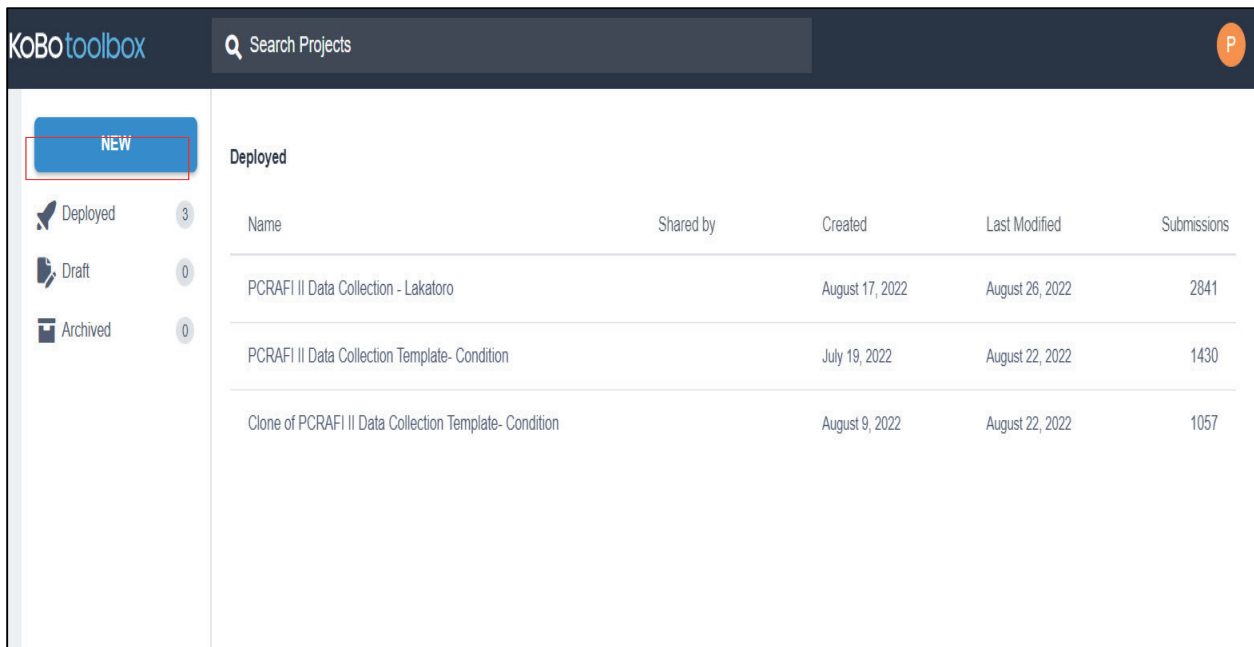 KoBotoolbox
Search Projects
P
NEW
Deployed 3
Draft 0
Archived 0
Deployed
Name Shared by Created Last Modified Submissions
PCRAFI II Data Collection - Lakatoro August 17, 2022 August 26, 2022 2841
PCRAFI II Data Collection Template- Condition July 19, 2022 August 22, 2022 1430
Clone of PCRAFI II Data Collection Template- Condition August 9, 2022 August 22, 2022 1057